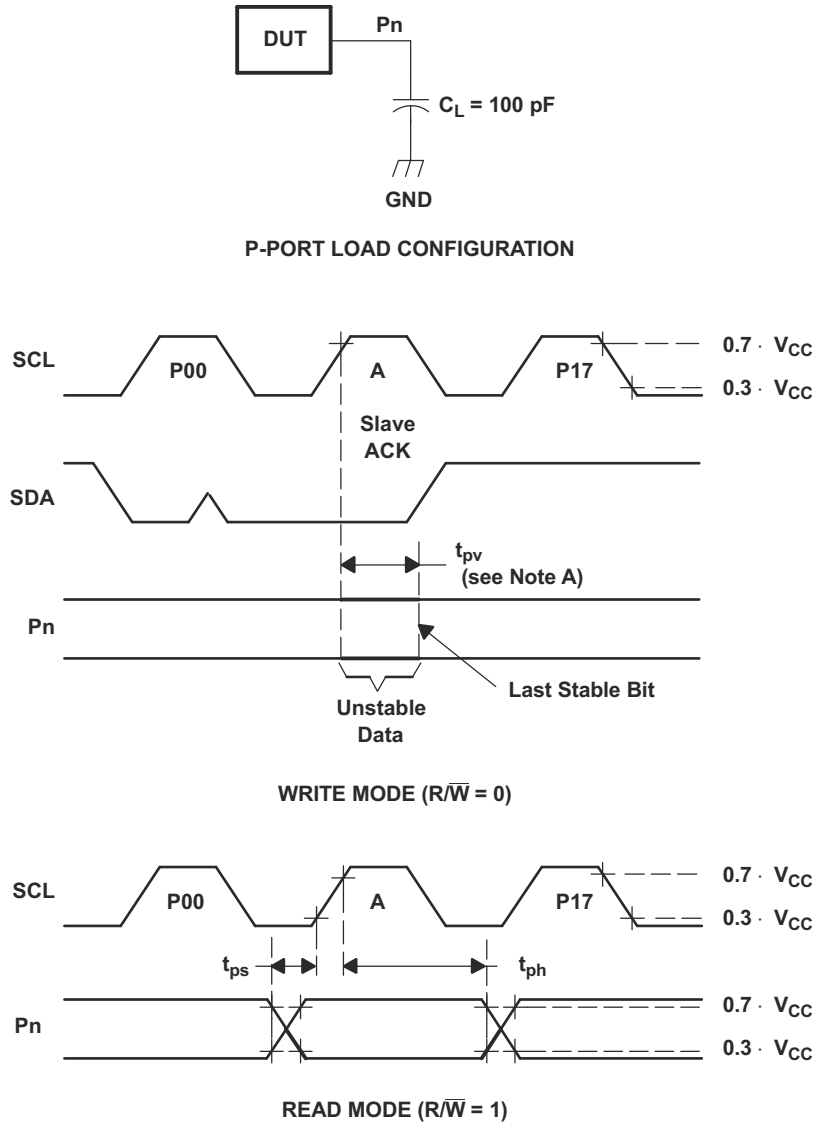 DUT
Pn
C_L = 100 pF
GND
P-PORT LOAD CONFIGURATION
SCL
P00
A
P17
0.7 · V_CC
0.3 · V_CC
Slave
ACK
SDA
t_pv
(see Note A)
Pn
Last Stable Bit
Unstable
Data
WRITE MODE (R/W̅ = 0)
SCL
P00
A
P17
0.7 · V_CC
0.3 · V_CC
t_ps
t_ph
Pn
0.7 · V_CC
0.3 · V_CC
READ MODE (R/W̅ = 1)